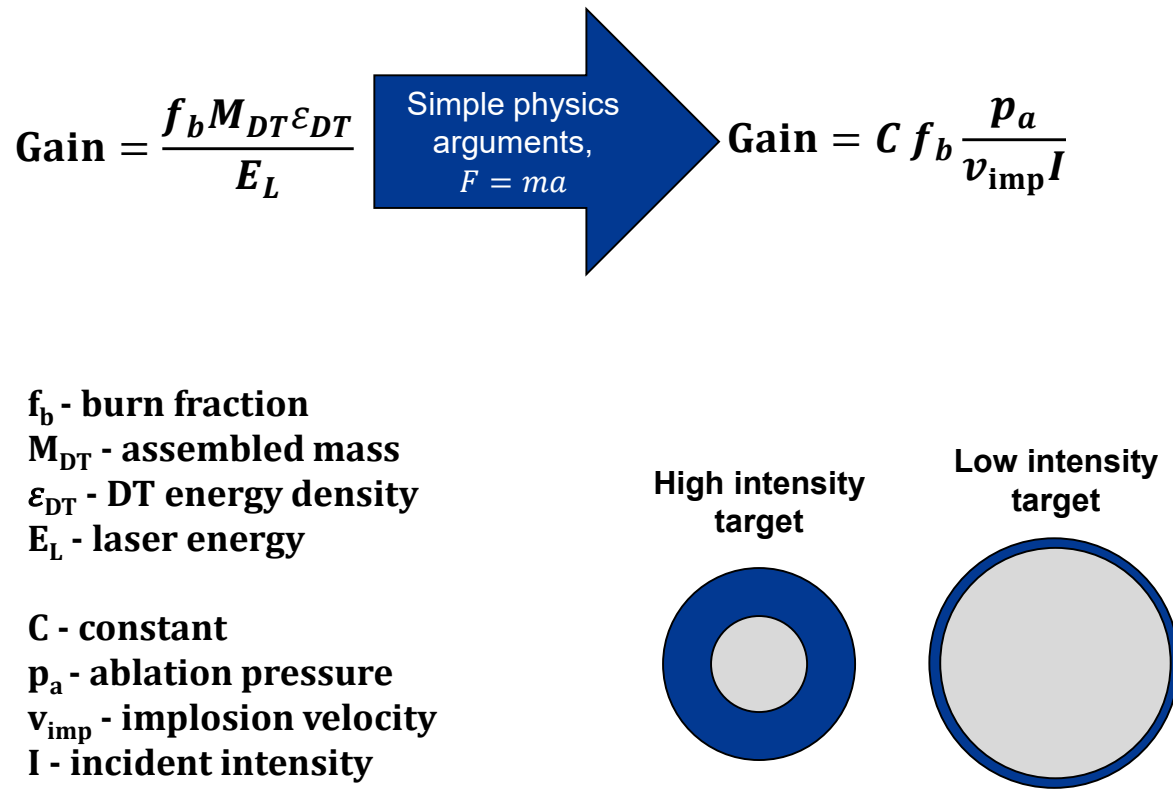 Gain = f_b M_DT ε_DT / E_L
Simple physics
arguments,
F = ma
Gain = C f_b p_a / v_imp I
f_b - burn fraction
M_DT - assembled mass
ε_DT - DT energy density
E_L - laser energy
C - constant
p_a - ablation pressure
v_imp - implosion velocity
I - incident intensity
High intensity
target
Low intensity
target